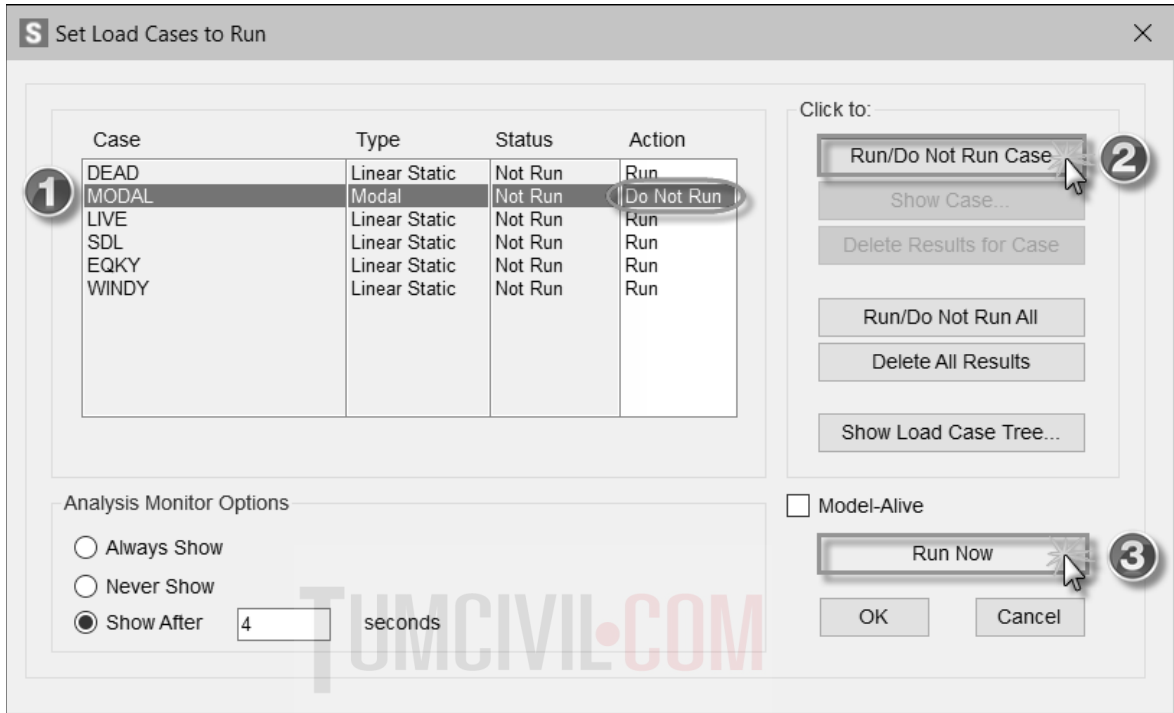 S Set Load Cases to Run
Click to:
Case Type Status Action
DEAD Linear Static Not Run Run
1 MODAL Modal Not Run Do Not Run
LIVE Linear Static Not Run Run
SDL Linear Static Not Run Run
EQKY Linear Static Not Run Run
WINDY Linear Static Not Run Run
Run/Do Not Run Case 2
Show Case...
Delete Results for Case
Run/Do Not Run All
Delete All Results
Show Load Case Tree...
Analysis Monitor Options
Always Show
Never Show
Show After 4 seconds
Model-Alive
Run Now 3
OK Cancel
TUMCIVIL•COM